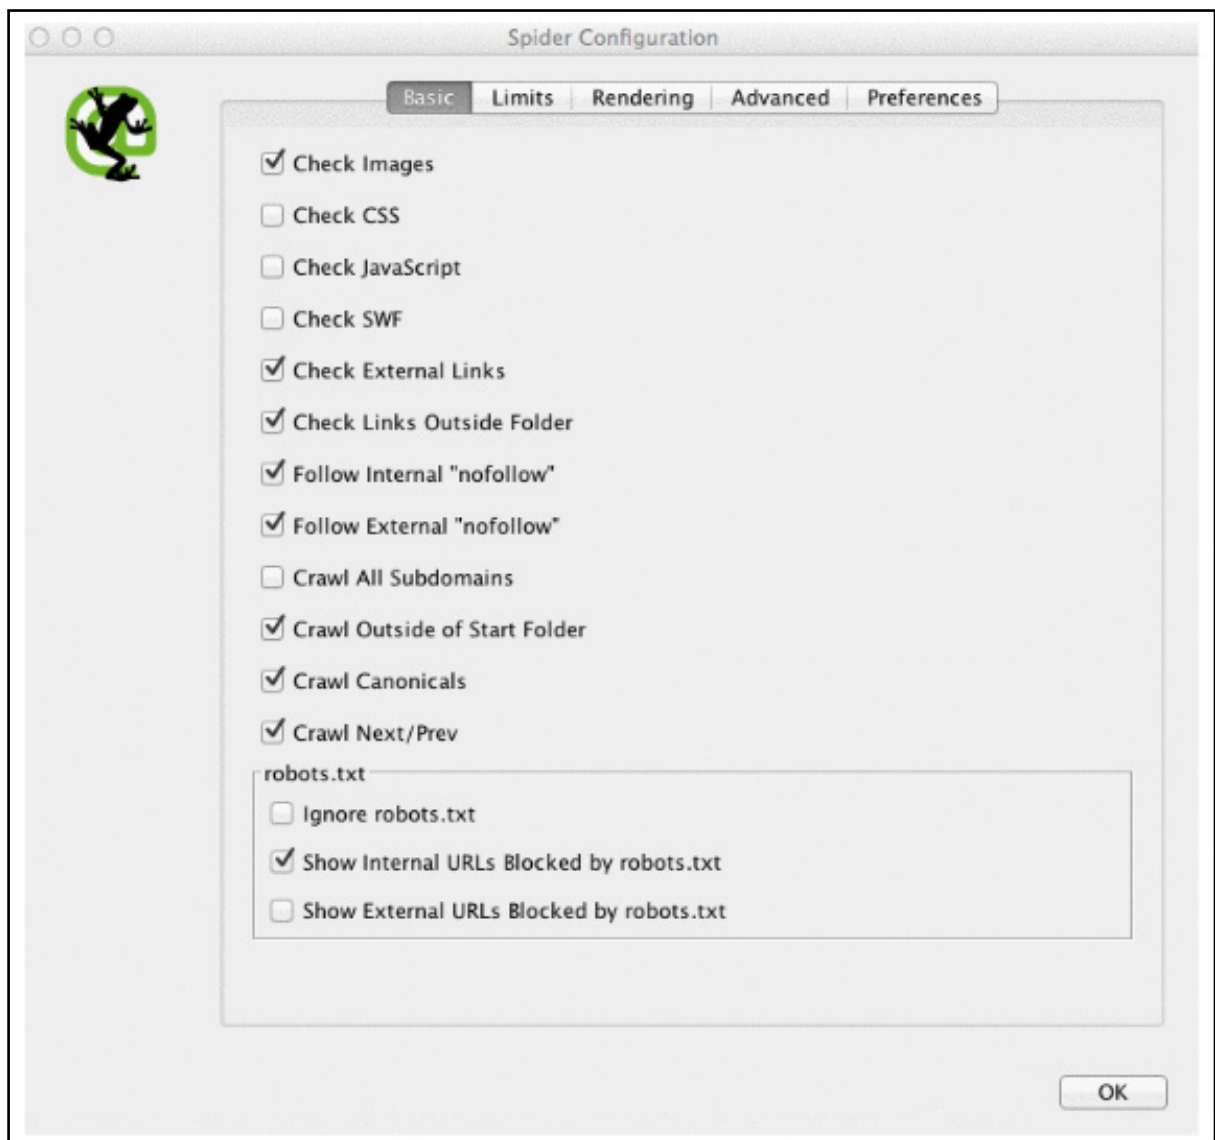 Spider Configuration
Basic Limits Rendering Advanced Preferences
Check Images
Check CSS
Check JavaScript
Check SWF
Check External Links
Check Links Outside Folder
Follow Internal "nofollow"
Follow External "nofollow"
Crawl All Subdomains
Crawl Outside of Start Folder
Crawl Canonicals
Crawl Next/Prev
robots.txt
Ignore robots.txt
Show Internal URLs Blocked by robots.txt
Show External URLs Blocked by robots.txt
OK